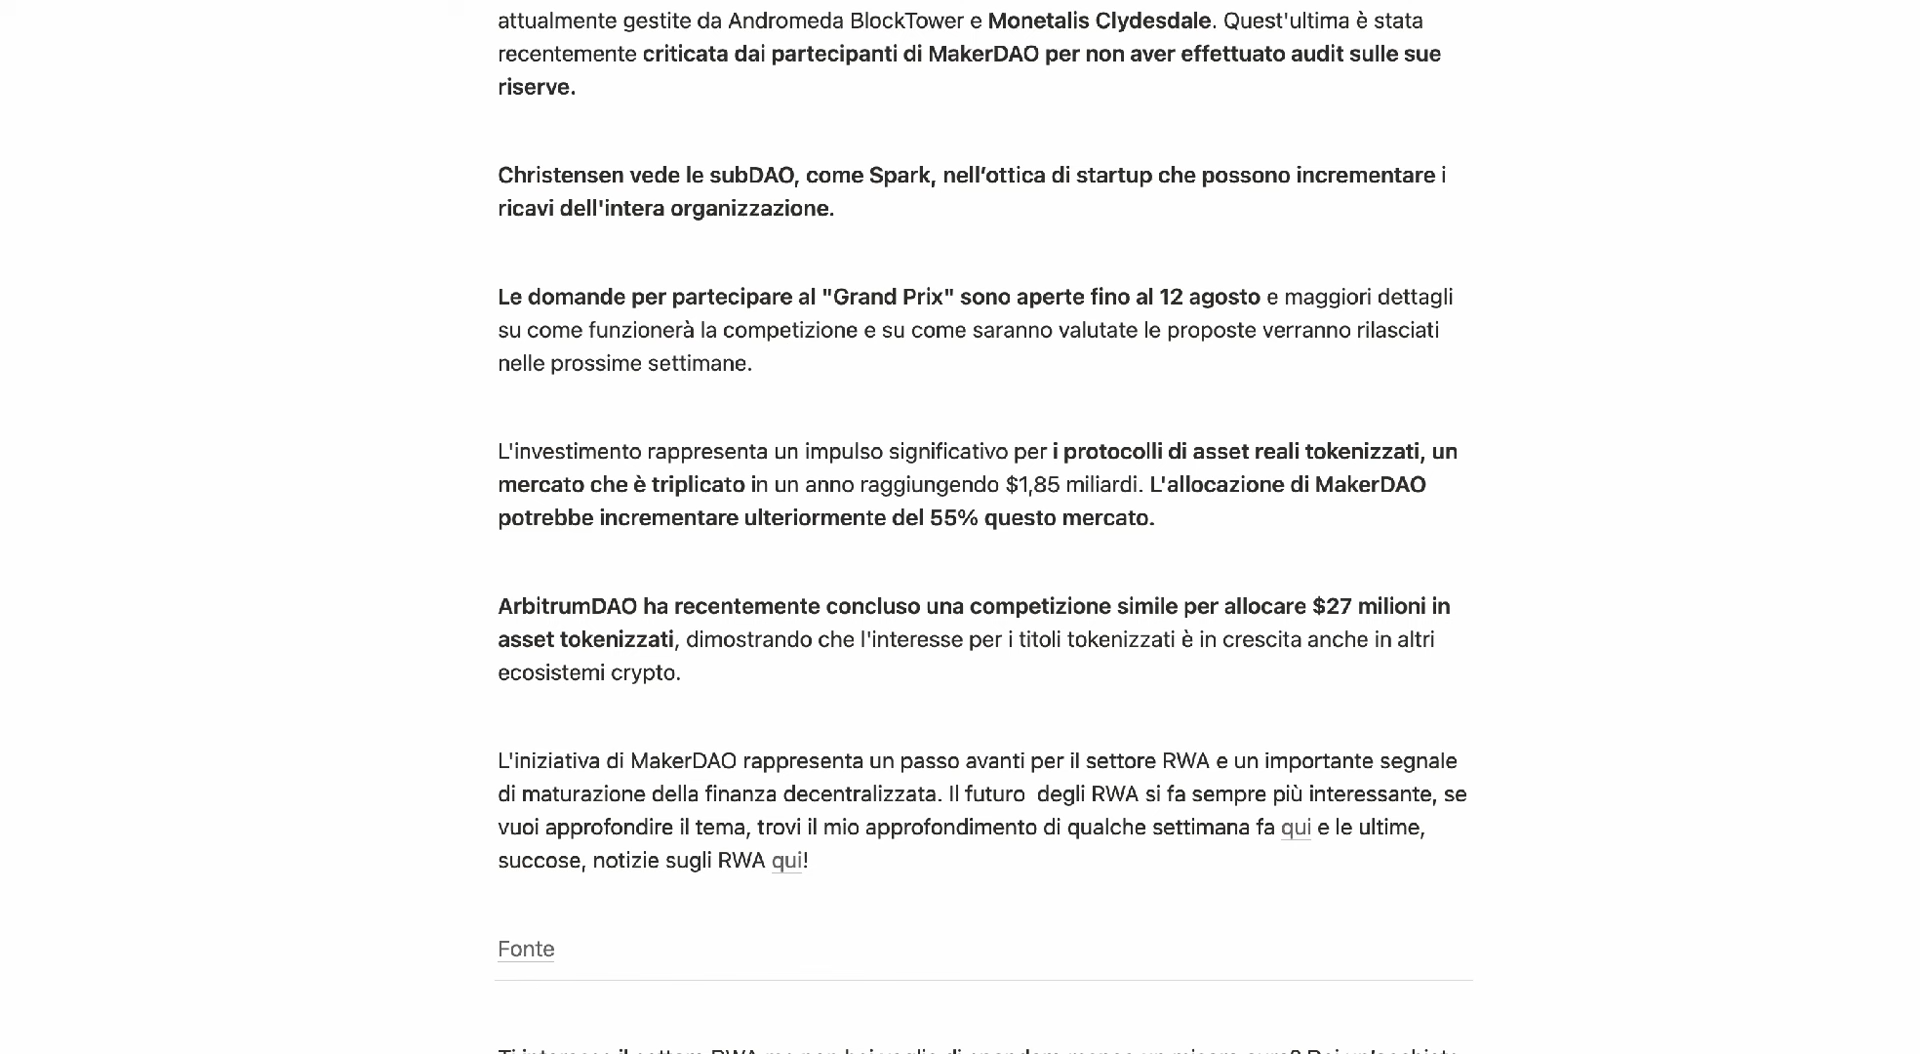 attualmente gestite da Andromeda BlockTower e Monetalis Clydesdale. Quest'ultima è stata
recentemente criticata dai partecipanti di MakerDAO per non aver effettuato audit sulle sue
riserve.
Christensen vede le subDAO, come Spark, nell’ottica di startup che possono incrementare i
ricavi dell'intera organizzazione.
Le domande per partecipare al "Grand Prix" sono aperte fino al 12 agosto e maggiori dettagli
su come funzionerà la competizione e su come saranno valutate le proposte verranno rilasciati
nelle prossime settimane.
L'investimento rappresenta un impulso significativo per i protocolli di asset reali tokenizzati, un
mercato che è triplicato in un anno raggiungendo $1,85 miliardi. L'allocazione di MakerDAO
potrebbe incrementare ulteriormente del 55% questo mercato.
ArbitrumDAO ha recentemente concluso una competizione simile per allocare $27 milioni in
asset tokenizzati, dimostrando che l'interesse per i titoli tokenizzati è in crescita anche in altri
ecosistemi crypto.
L'iniziativa di MakerDAO rappresenta un passo avanti per il settore RWA e un importante segnale
di maturazione della finanza decentralizzata. Il futuro  degli RWA si fa sempre più interessante, se
vuoi approfondire il tema, trovi il mio approfondimento di qualche settimana fa qui e le ultime,
succose, notizie sugli RWA qui!
Fonte